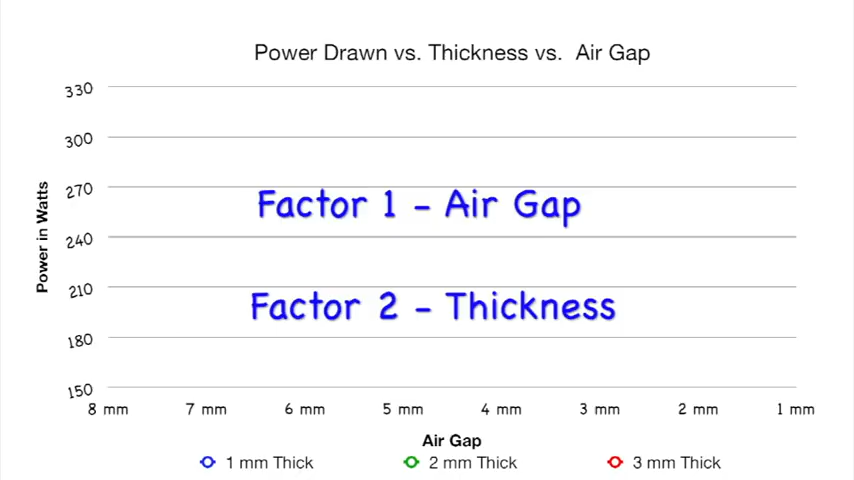 Power Drawn vs. Thickness vs. Air Gap
330
300
270
240
210
180
150
Power in Watts
Factor 1 - Air Gap
Factor 2 - Thickness
8 mm 7 mm 6 mm 5 mm 4 mm 3 mm 2 mm 1 mm
Air Gap
1 mm Thick 2 mm Thick 3 mm Thick